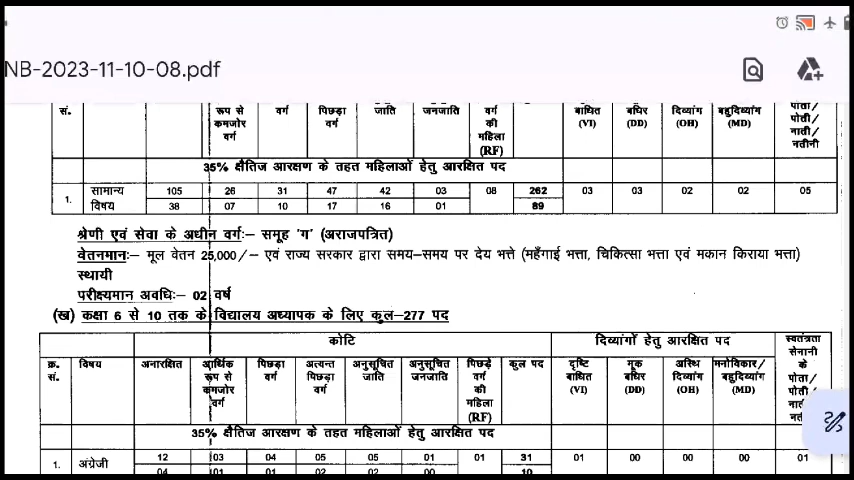 NB-2023-11-10-08.pdf
सं. रूप से कमजोर वर्ग वर्ग पिछड़ा वर्ग जाति जनजाति वर्ग की महिला (RF) बाधित (VI) बधिर (DD) दिव्यांग (OH) बहुदिव्यांग (MD) पोता/ पोती/ नाती/ नतीनी
35% क्षैतिज आरक्षण के तहत महिलाओं हेतु आरक्षित पद
1. सामान्य विषय 105 26 31 47 42 03 08 262 03 03 02 02 05
38 07 10 17 16 01 89
श्रेणी एवं सेवा के अधीन वर्ग:– समूह 'ग' (अराजपत्रित)
वेतनमान:– मूल वेतन 25,000/– एवं राज्य सरकार द्वारा समय–समय पर देय भत्ते (महँगाई भत्ता, चिकित्सा भत्ता एवं मकान किराया भत्ता)
स्थायी
परीक्ष्यमान अवधि:– 02 वर्ष
(ख) कक्षा 6 से 10 तक के विद्यालय अध्यापक के लिए कुल–277 पद
कोटि दिव्यांगों हेतु आरक्षित पद स्वतंत्रता सेनानी के पोता/ पोती/
क्र. सं. विषय अनारक्षित आर्थिक रूप से कमजोर वर्ग पिछड़ा वर्ग अत्यन्त पिछड़ा वर्ग अनुसूचित जाति अनुसूचित जनजाति पिछड़े वर्ग की महिला (RF) कुल पद दृष्टि बाधित (VI) मूक बधिर (DD) अस्थि दिव्यांग (OH) मनोविकार/ बहुदिव्यांग (MD)
35% क्षैतिज आरक्षण के तहत महिलाओं हेतु आरक्षित पद
1. अंग्रेजी 12 03 04 05 05 01 01 31 01 00 00 00 01
04 01 01 02 02 00 10